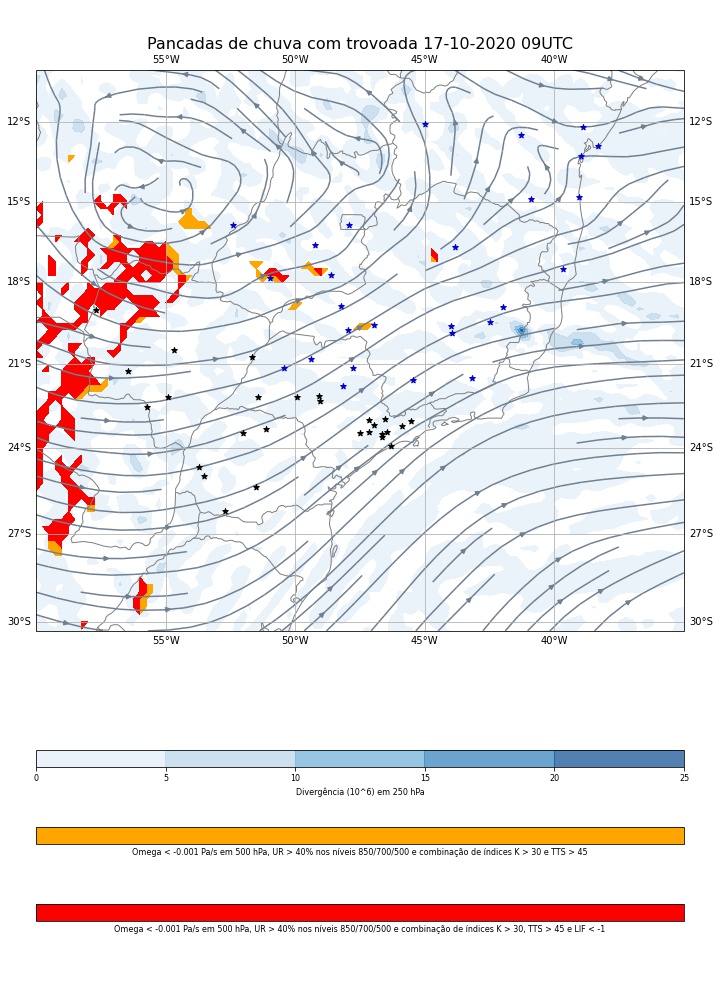 Pancadas de chuva com trovoada 17-10-2020 09UTC
55°W 50°W 45°W 40°W
12°S 12°S
15°S 15°S
18°S 18°S
21°S 21°S
24°S 24°S
27°S 27°S
30°S 30°S
55°W 50°W 45°W 40°W
0 5 10 15 20 25
Divergência (10^6) em 250 hPa
Omega < -0.001 Pa/s em 500 hPa, UR > 40% nos níveis 850/700/500 e combinação de índices K > 30 e TTS > 45
Omega < -0.001 Pa/s em 500 hPa, UR > 40% nos níveis 850/700/500 e combinação de índices K > 30, TTS > 45 e LIF < -1